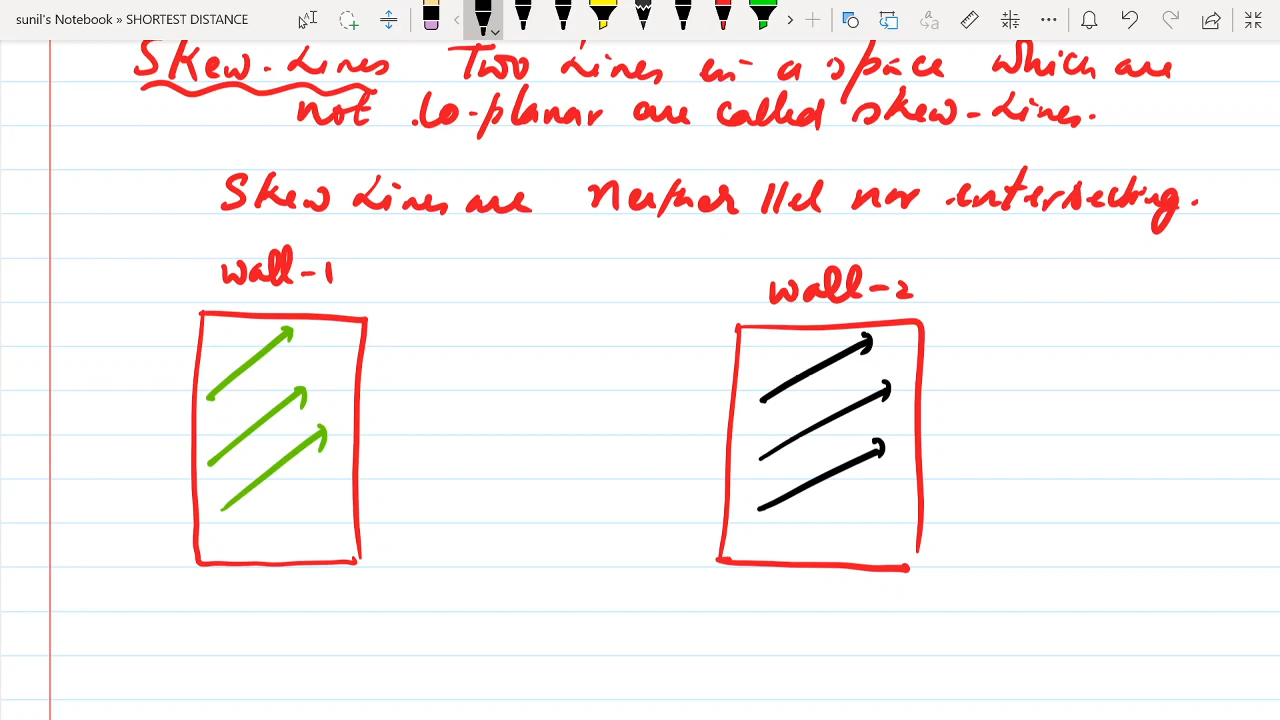 sunil's Notebook » SHORTEST DISTANCE
Skew-Lines Two Lines in a space which are
not co-planar are called skew-Lines.
Skew Lines are Neither llel nor intersecting.
wall-1
wall-2